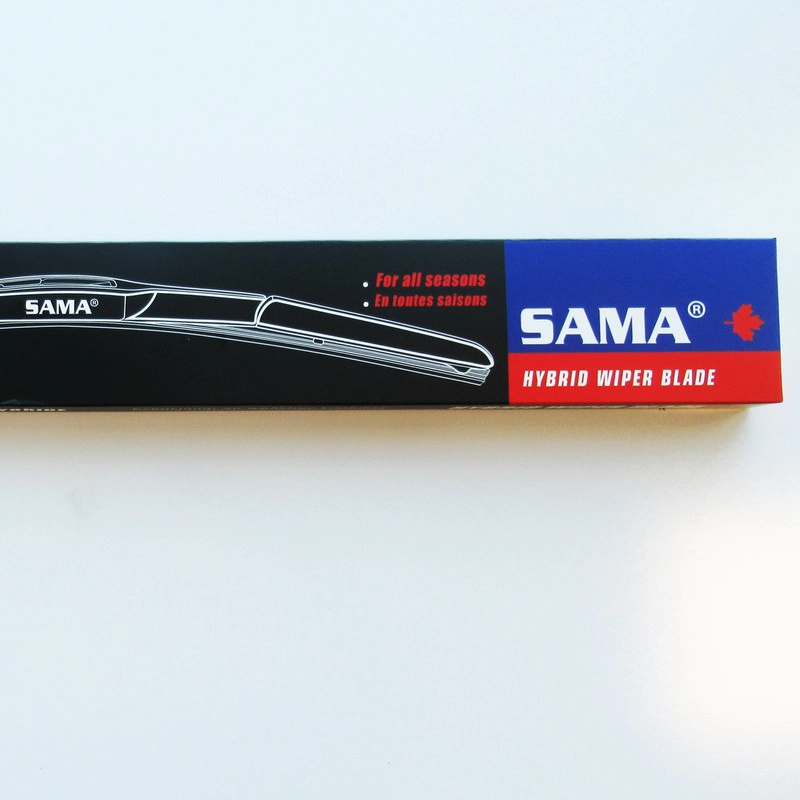 SAMA®
For all seasons
En toutes saisons
SAMA®
HYBRID WIPER BLADE